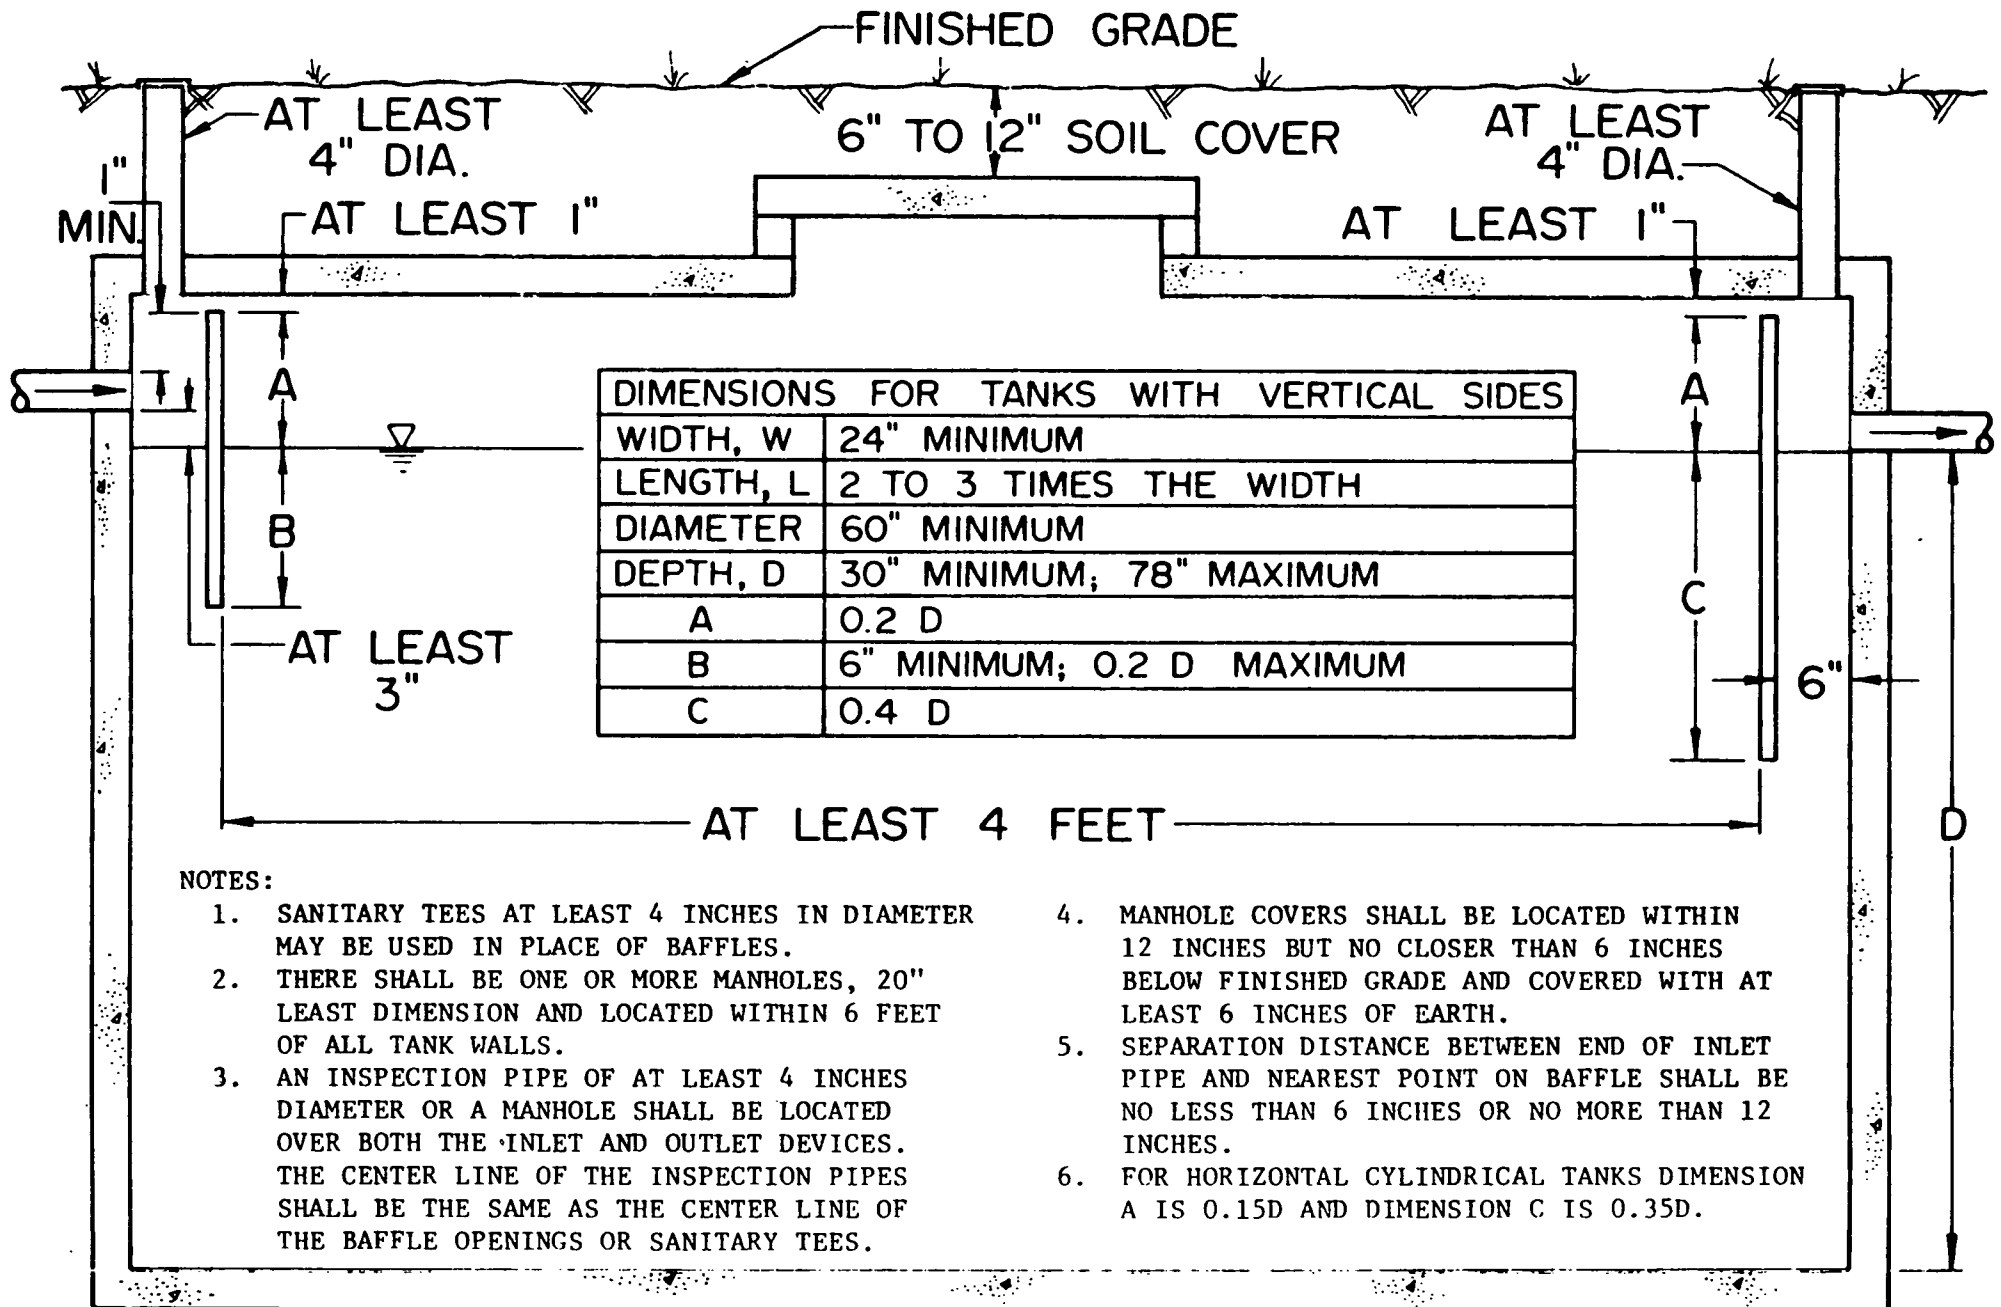 FINISHED GRADE
AT LEAST
4" DIA.
6" TO 12" SOIL COVER
AT LEAST
4" DIA.
1"
MIN.
AT LEAST 1"
AT LEAST 1"
A
B
AT LEAST
3"
DIMENSIONS FOR TANKS WITH VERTICAL SIDES
WIDTH, W 24" MINIMUM
LENGTH, L 2 TO 3 TIMES THE WIDTH
DIAMETER 60" MINIMUM
DEPTH, D 30" MINIMUM; 78" MAXIMUM
A 0.2 D
B 6" MINIMUM; 0.2 D MAXIMUM
C 0.4 D
A
C
6"
AT LEAST 4 FEET
D
NOTES:
1. SANITARY TEES AT LEAST 4 INCHES IN DIAMETER
MAY BE USED IN PLACE OF BAFFLES.
2. THERE SHALL BE ONE OR MORE MANHOLES, 20"
LEAST DIMENSION AND LOCATED WITHIN 6 FEET
OF ALL TANK WALLS.
3. AN INSPECTION PIPE OF AT LEAST 4 INCHES
DIAMETER OR A MANHOLE SHALL BE LOCATED
OVER BOTH THE INLET AND OUTLET DEVICES.
THE CENTER LINE OF THE INSPECTION PIPES
SHALL BE THE SAME AS THE CENTER LINE OF
THE BAFFLE OPENINGS OR SANITARY TEES.
4. MANHOLE COVERS SHALL BE LOCATED WITHIN
12 INCHES BUT NO CLOSER THAN 6 INCHES
BELOW FINISHED GRADE AND COVERED WITH AT
LEAST 6 INCHES OF EARTH.
5. SEPARATION DISTANCE BETWEEN END OF INLET
PIPE AND NEAREST POINT ON BAFFLE SHALL BE
NO LESS THAN 6 INCHES OR NO MORE THAN 12
INCHES.
6. FOR HORIZONTAL CYLINDRICAL TANKS DIMENSION
A IS 0.15D AND DIMENSION C IS 0.35D.